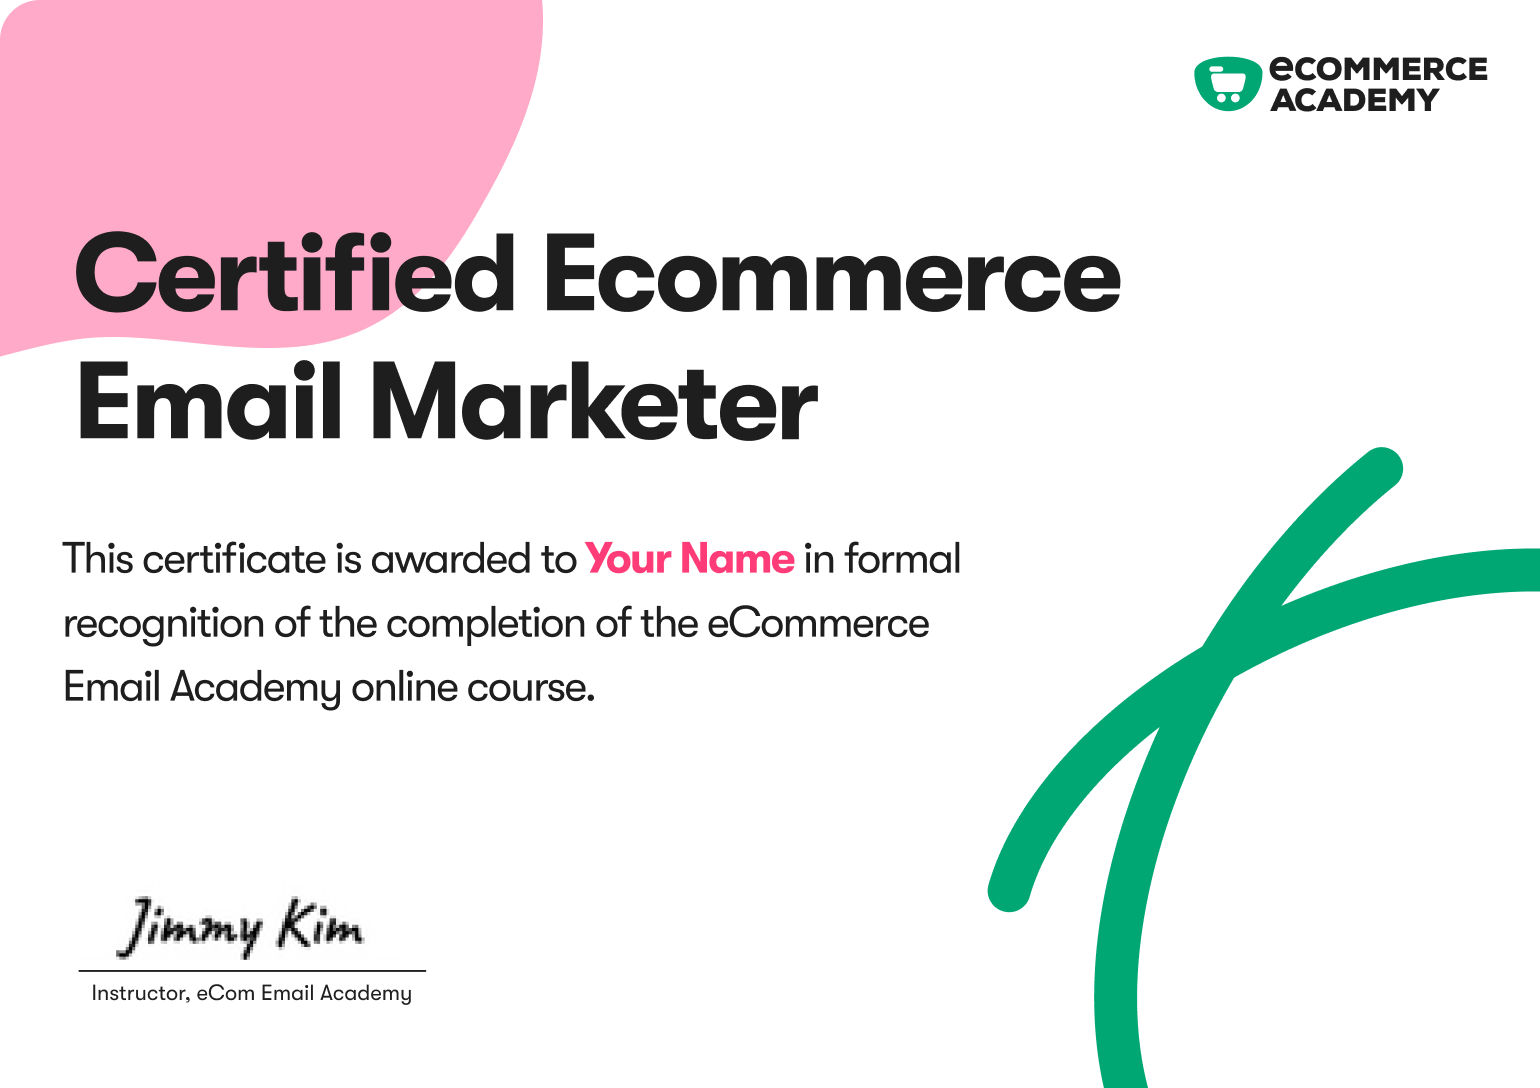 eCOMMERCE
ACADEMY
Certified Ecommerce
Email Marketer
This certificate is awarded to Your Name in formal
recognition of the completion of the eCommerce
Email Academy online course.
Jimmy Kim
Instructor, eCom Email Academy